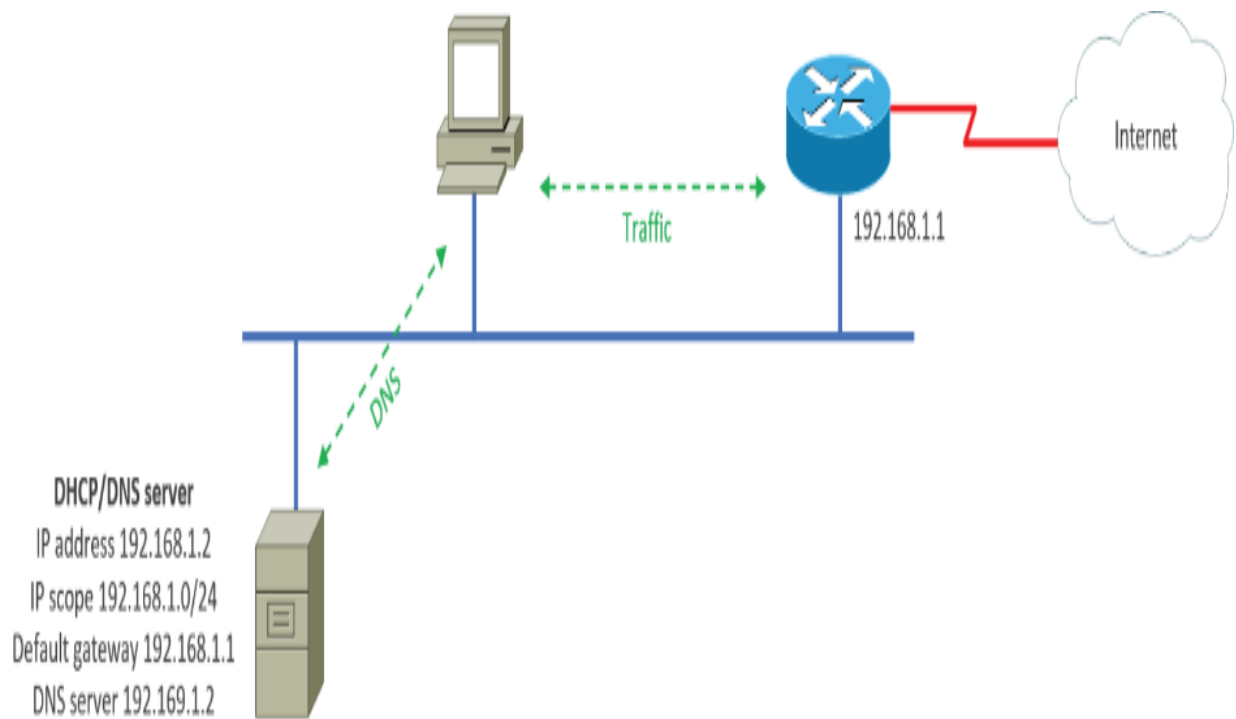 Internet
Traffic
192.168.1.1
DNS
DHCP/DNS server
IP address 192.168.1.2
IP scope 192.168.1.0/24
Default gateway 192.168.1.1
DNS server 192.169.1.2